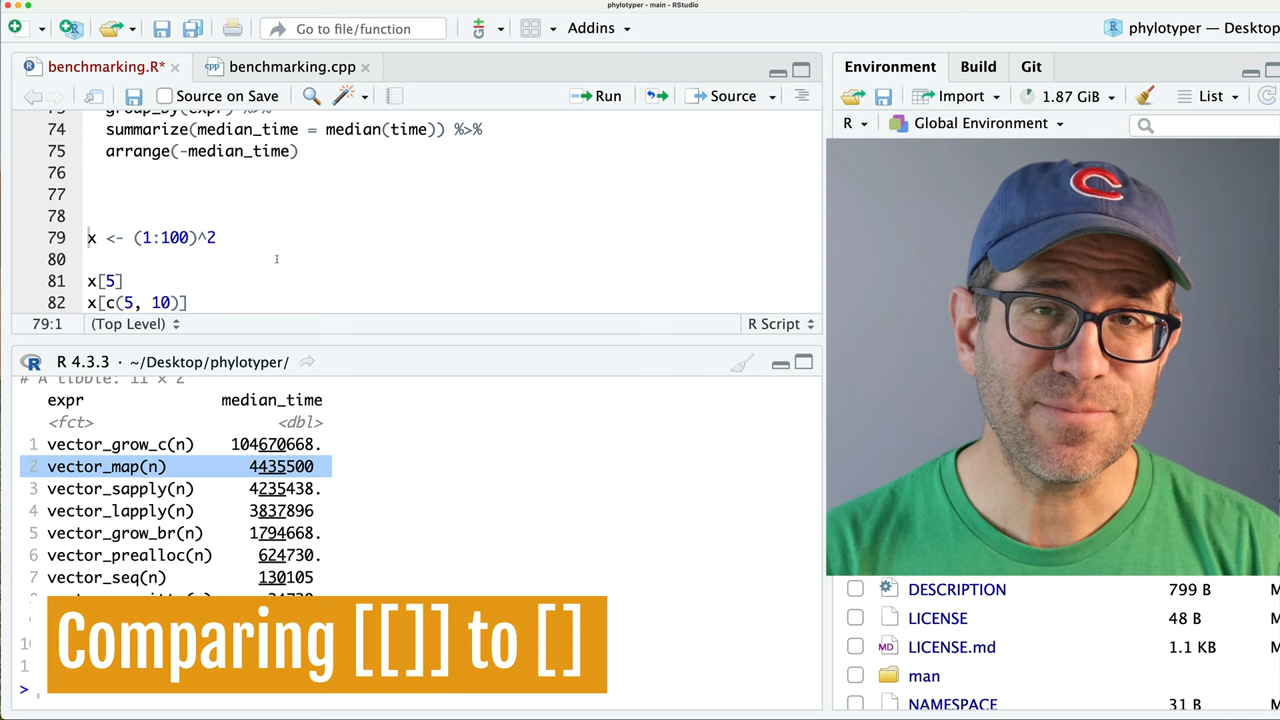 phylotyper - main - RStudio
Go to file/function
Addins
phylotyper — Desktop
benchmarking.R*
benchmarking.cpp
Source on Save
Run
Source
74 summarize(median_time = median(time)) %>%
75 arrange(-median_time)
76
77
78
79 x <- (1:100)^2
80
81 x[5]
82 x[c(5, 10)]
79:1 (Top Level) R Script
R 4.3.3 · ~/Desktop/phylotyper/
# A tibble: 11 × 2
expr median_time
<fct> <dbl>
1 vector_grow_c(n) 104670668.
2 vector_map(n) 4435500
3 vector_sapply(n) 4235438.
4 vector_lapply(n) 3837896
5 vector_grow_br(n) 1794668.
6 vector_prealloc(n) 624730.
7 vector_seq(n) 130105
>
Comparing [[]] to []
Environment Build Git
Import 1.87 GB List
R Global Environment
C
DESCRIPTION 799 B
LICENSE 48 B
LICENSE.md 1.1 KB
man
NAMESPACE 31 B